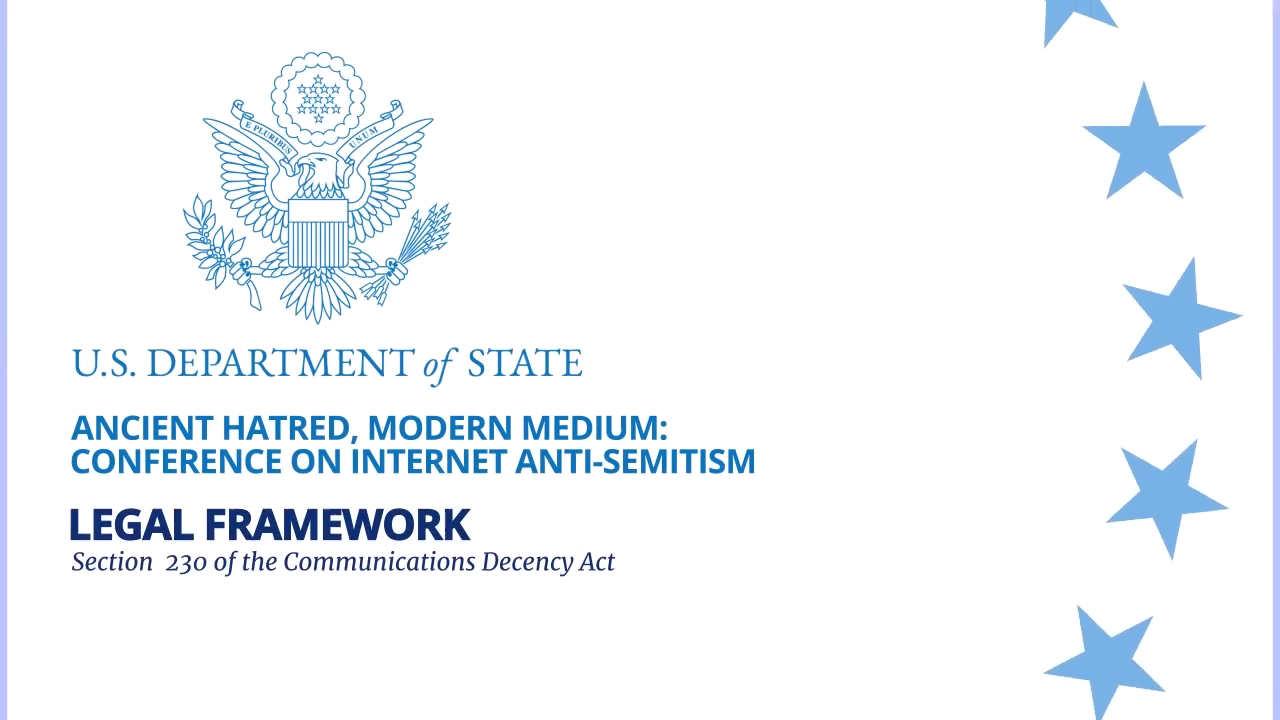 E PLURIBUS UNUM
U.S. DEPARTMENT of STATE
ANCIENT HATRED, MODERN MEDIUM:
CONFERENCE ON INTERNET ANTI-SEMITISM
LEGAL FRAMEWORK
Section 230 of the Communications Decency Act